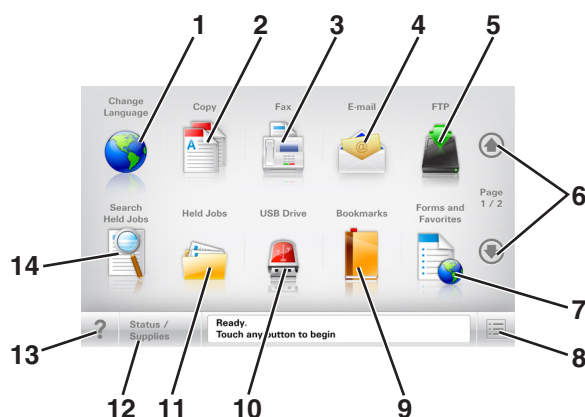 1
2
3
4
5
Change
Language
Copy
Fax
E-mail
FTP
A
@
6
Page
1 / 2
Search
Held Jobs
Held Jobs
USB Drive
Bookmarks
Forms and
Favorites
14
7
?
Status /
Supplies
Ready.
Touch any button to begin
13
12
11
10
9
8